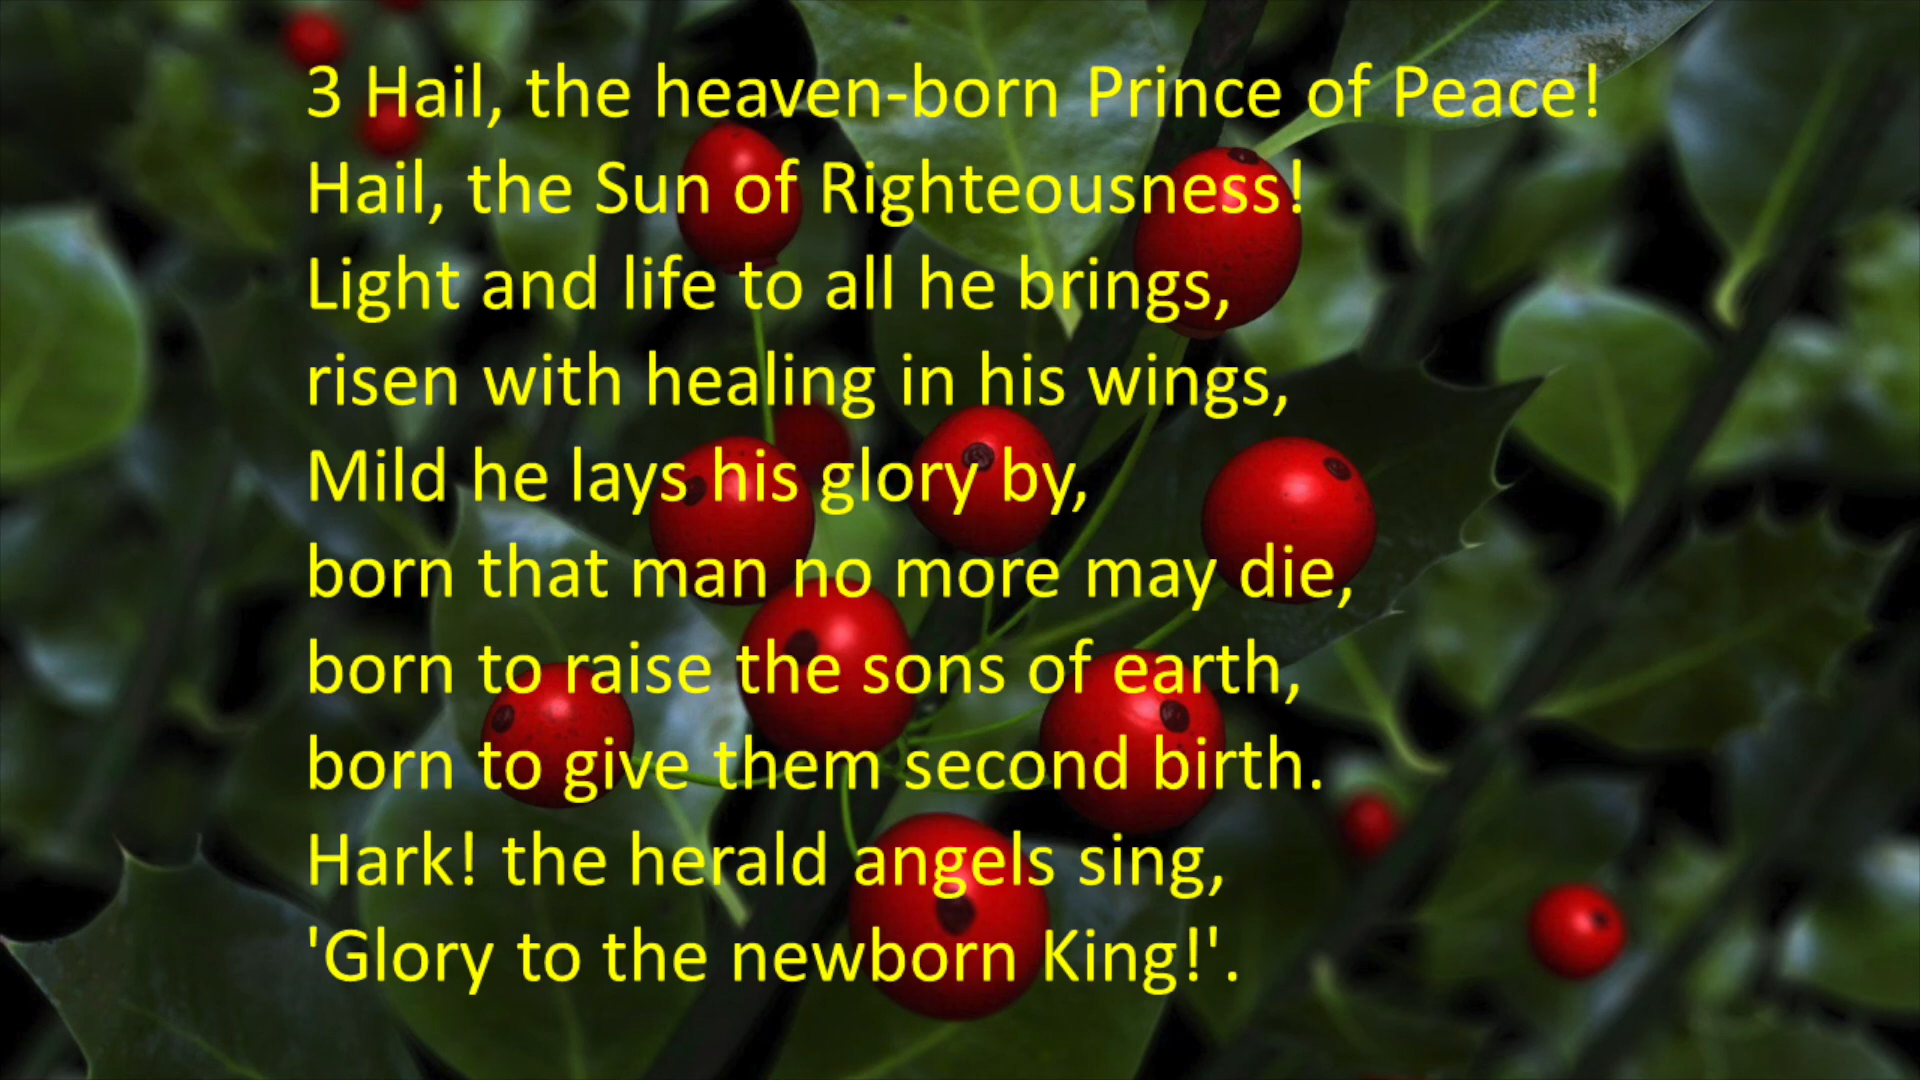 3 Hail, the heaven-born Prince of Peace!
Hail, the Sun of Righteousness!
Light and life to all he brings,
risen with healing in his wings,
Mild he lays his glory by,
born that man no more may die,
born to raise the sons of earth,
born to give them second birth.
Hark! the herald angels sing,
'Glory to the newborn King!'.